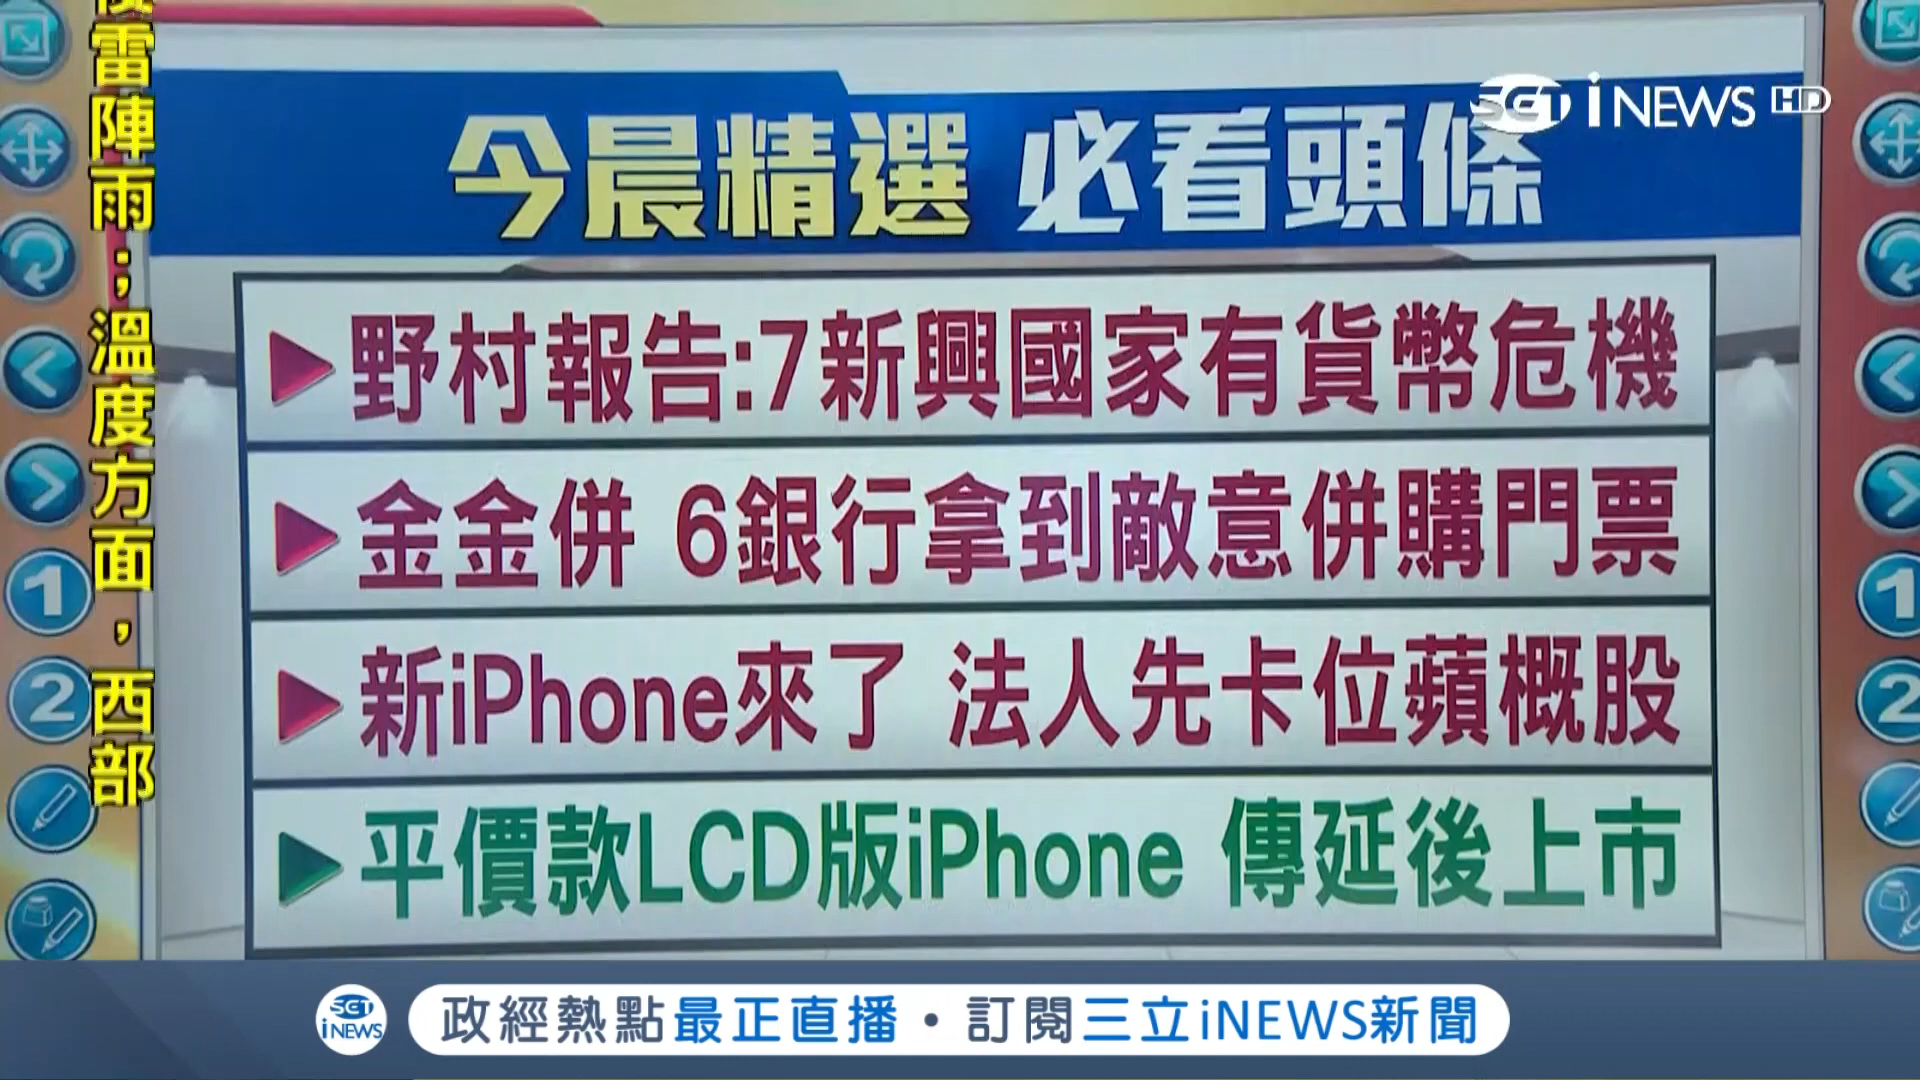 雷陣雨；溫度方面，西部
SET iNEWS HD
今晨精選 必看頭條
野村報告:7新興國家有貨幣危機
金金併 6銀行拿到敵意併購門票
新iPhone來了 法人先卡位蘋概股
平價款LCD版iPhone 傳延後上市
1
2
1
2
SET iNEWS
政經熱點最正直播・訂閱三立iNEWS新聞